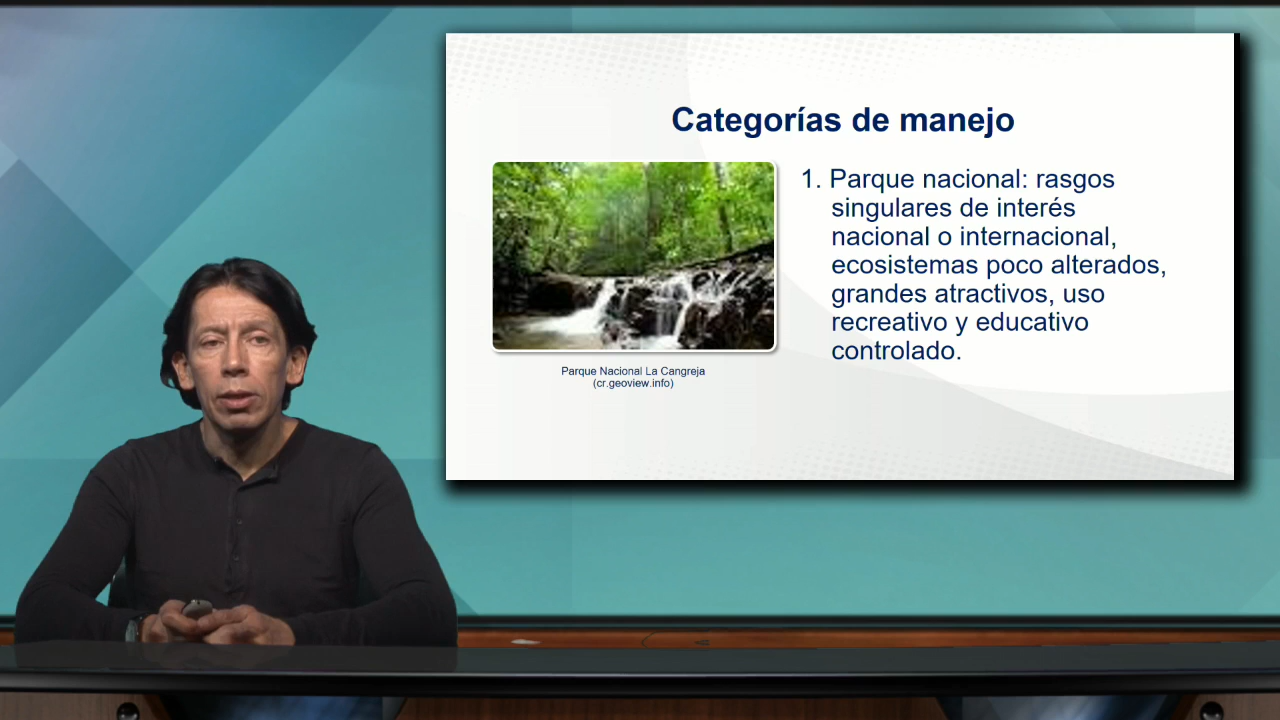 Categorías de manejo
1. Parque nacional: rasgos
singulares de interés
nacional o internacional,
ecosistemas poco alterados,
grandes atractivos, uso
recreativo y educativo
controlado.
Parque Nacional La Cangreja
(cr.geoview.info)